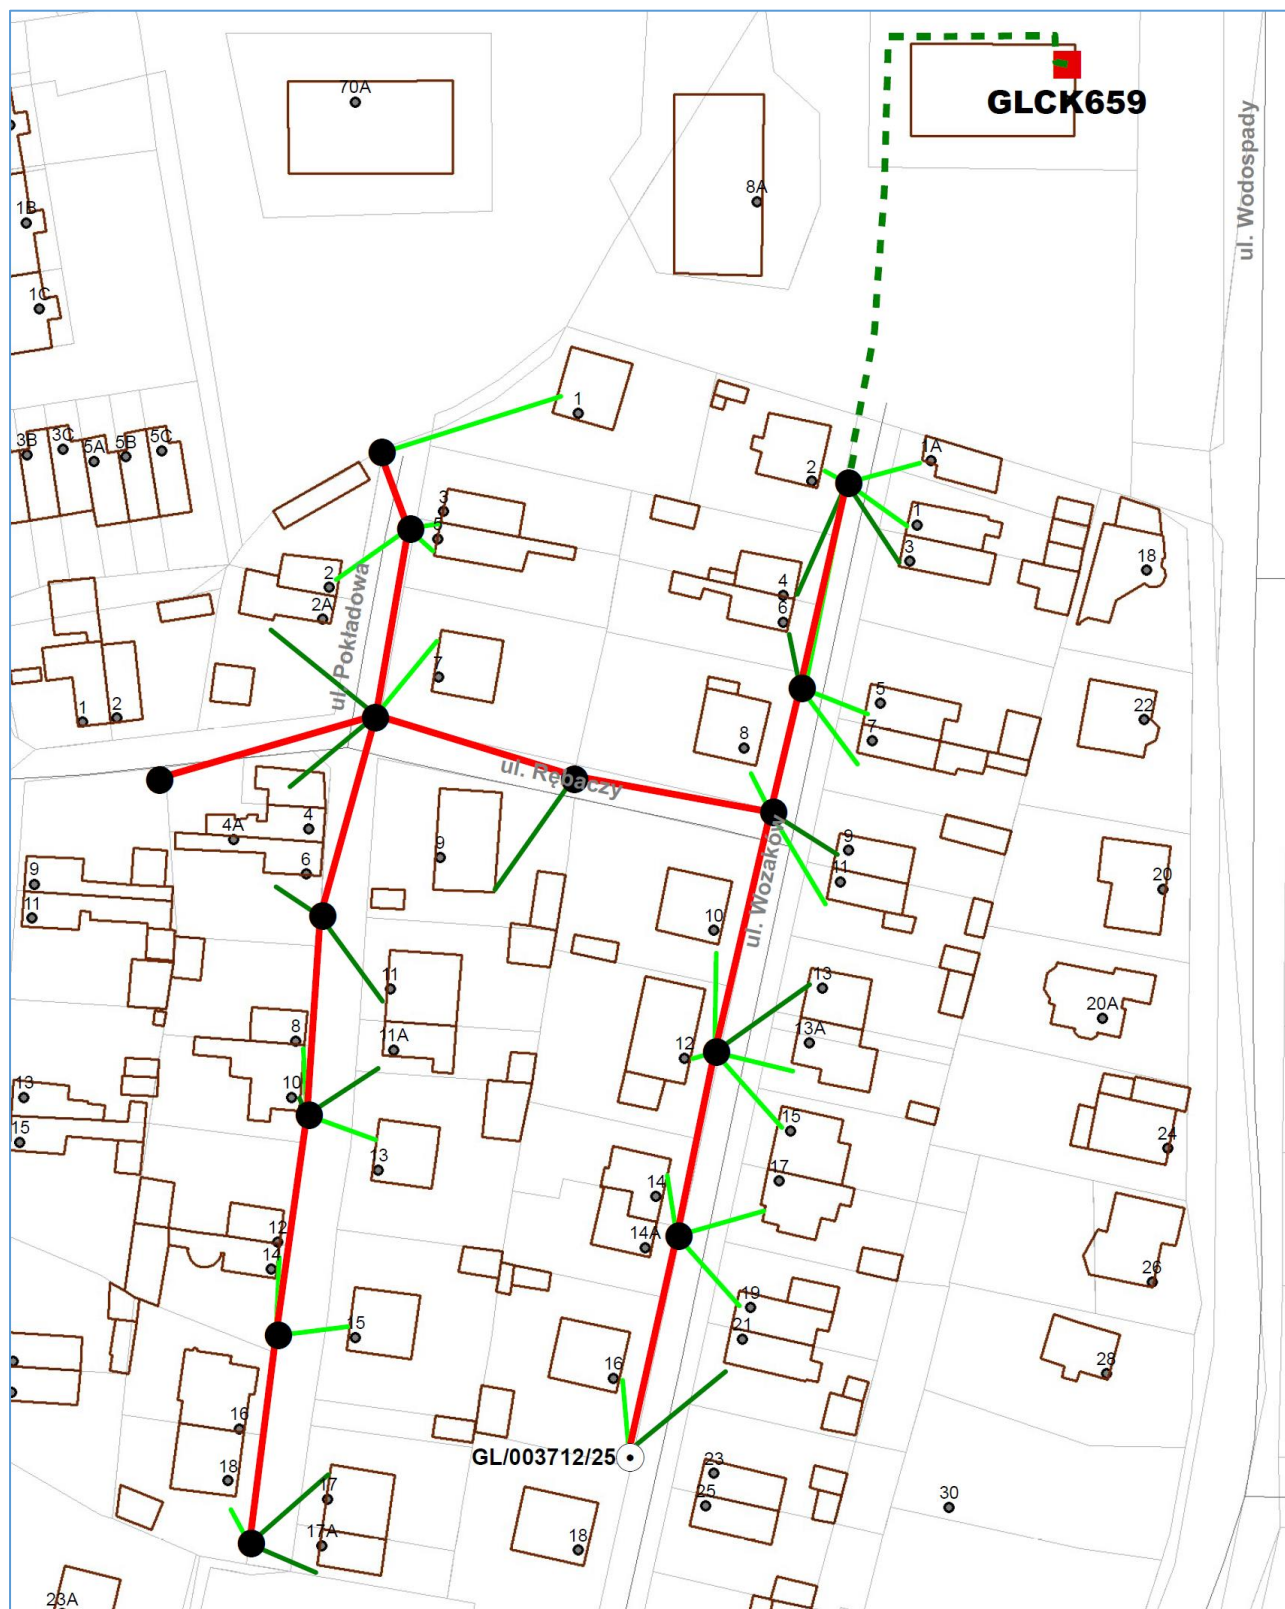 70A
GLCK659
ul. Wodospady
8A
1B
1C
1
3B
3C
5A
5B
5C
2
1A
3
5
1
3
18
2
2A
4
6
ul. Pokładowa
7
1
2
5
7
22
8
ul. Rębaczy
4
4A
6
9
9
11
20
9
11
ul. Wozaków
10
11
11A
13
13A
20A
8
10
12
13
15
13
15
17
24
14
14A
12
14
26
19
21
15
16
28
16
18
GL/003712/25
23
25
30
17
17A
18
23A